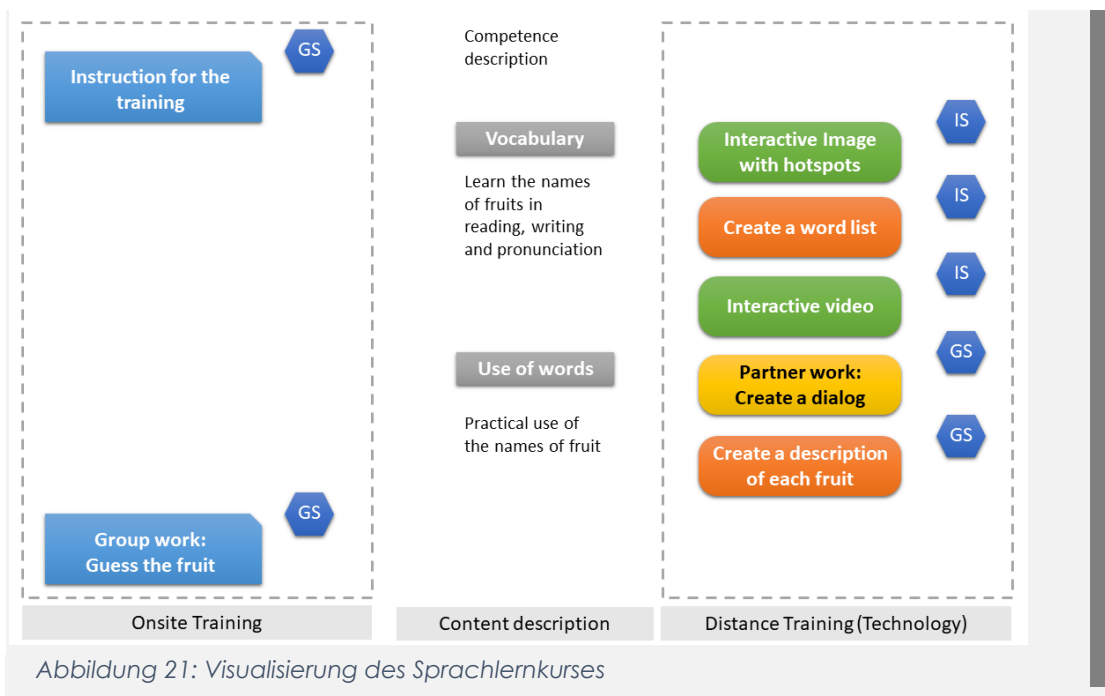 GS
Instruction for the
training
Group work:
Guess the fruit
GS
Onsite Training
Competence
description
Vocabulary
Learn the names
of fruits in
reading, writing
and pronunciation
Use of words
Practical use of
the names of fruit
Content description
IS
Interactive Image
with hotspots
IS
Create a word list
IS
Interactive video
GS
Partner work:
Create a dialog
GS
Create a description
of each fruit
Distance Training (Technology)
Abbildung 21: Visualisierung des Sprachlernkurses